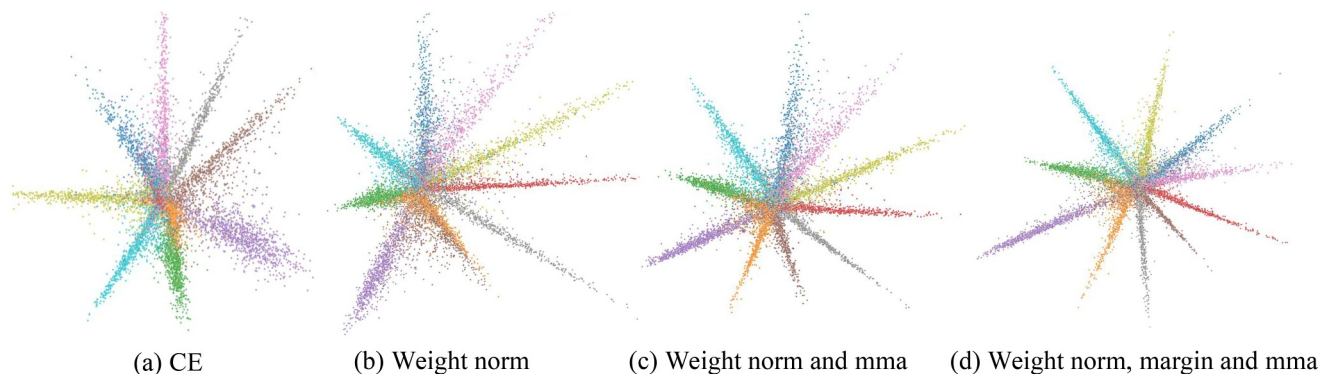 (a) CE
(b) Weight norm
(c) Weight norm and mma
(d) Weight norm, margin and mma